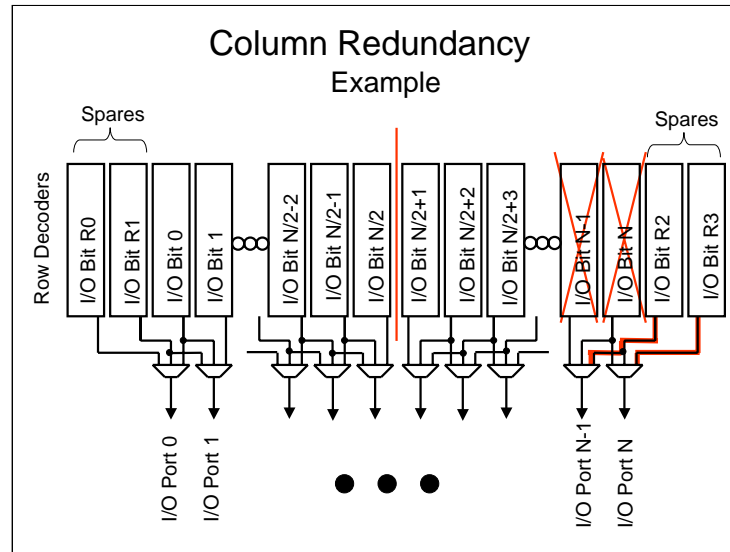 Column Redundancy
Example
Spares
Spares
Row Decoders
I/O Bit R0
I/O Bit R1
I/O Bit 0
I/O Bit 1
I/O Bit N/2-2
I/O Bit N/2-1
I/O Bit N/2
I/O Bit N/2+1
I/O Bit N/2+2
I/O Bit N/2+3
I/O Bit N-1
I/O Bit N
I/O Bit R2
I/O Bit R3
I/O Port 0
I/O Port 1
I/O Port N-1
I/O Port N